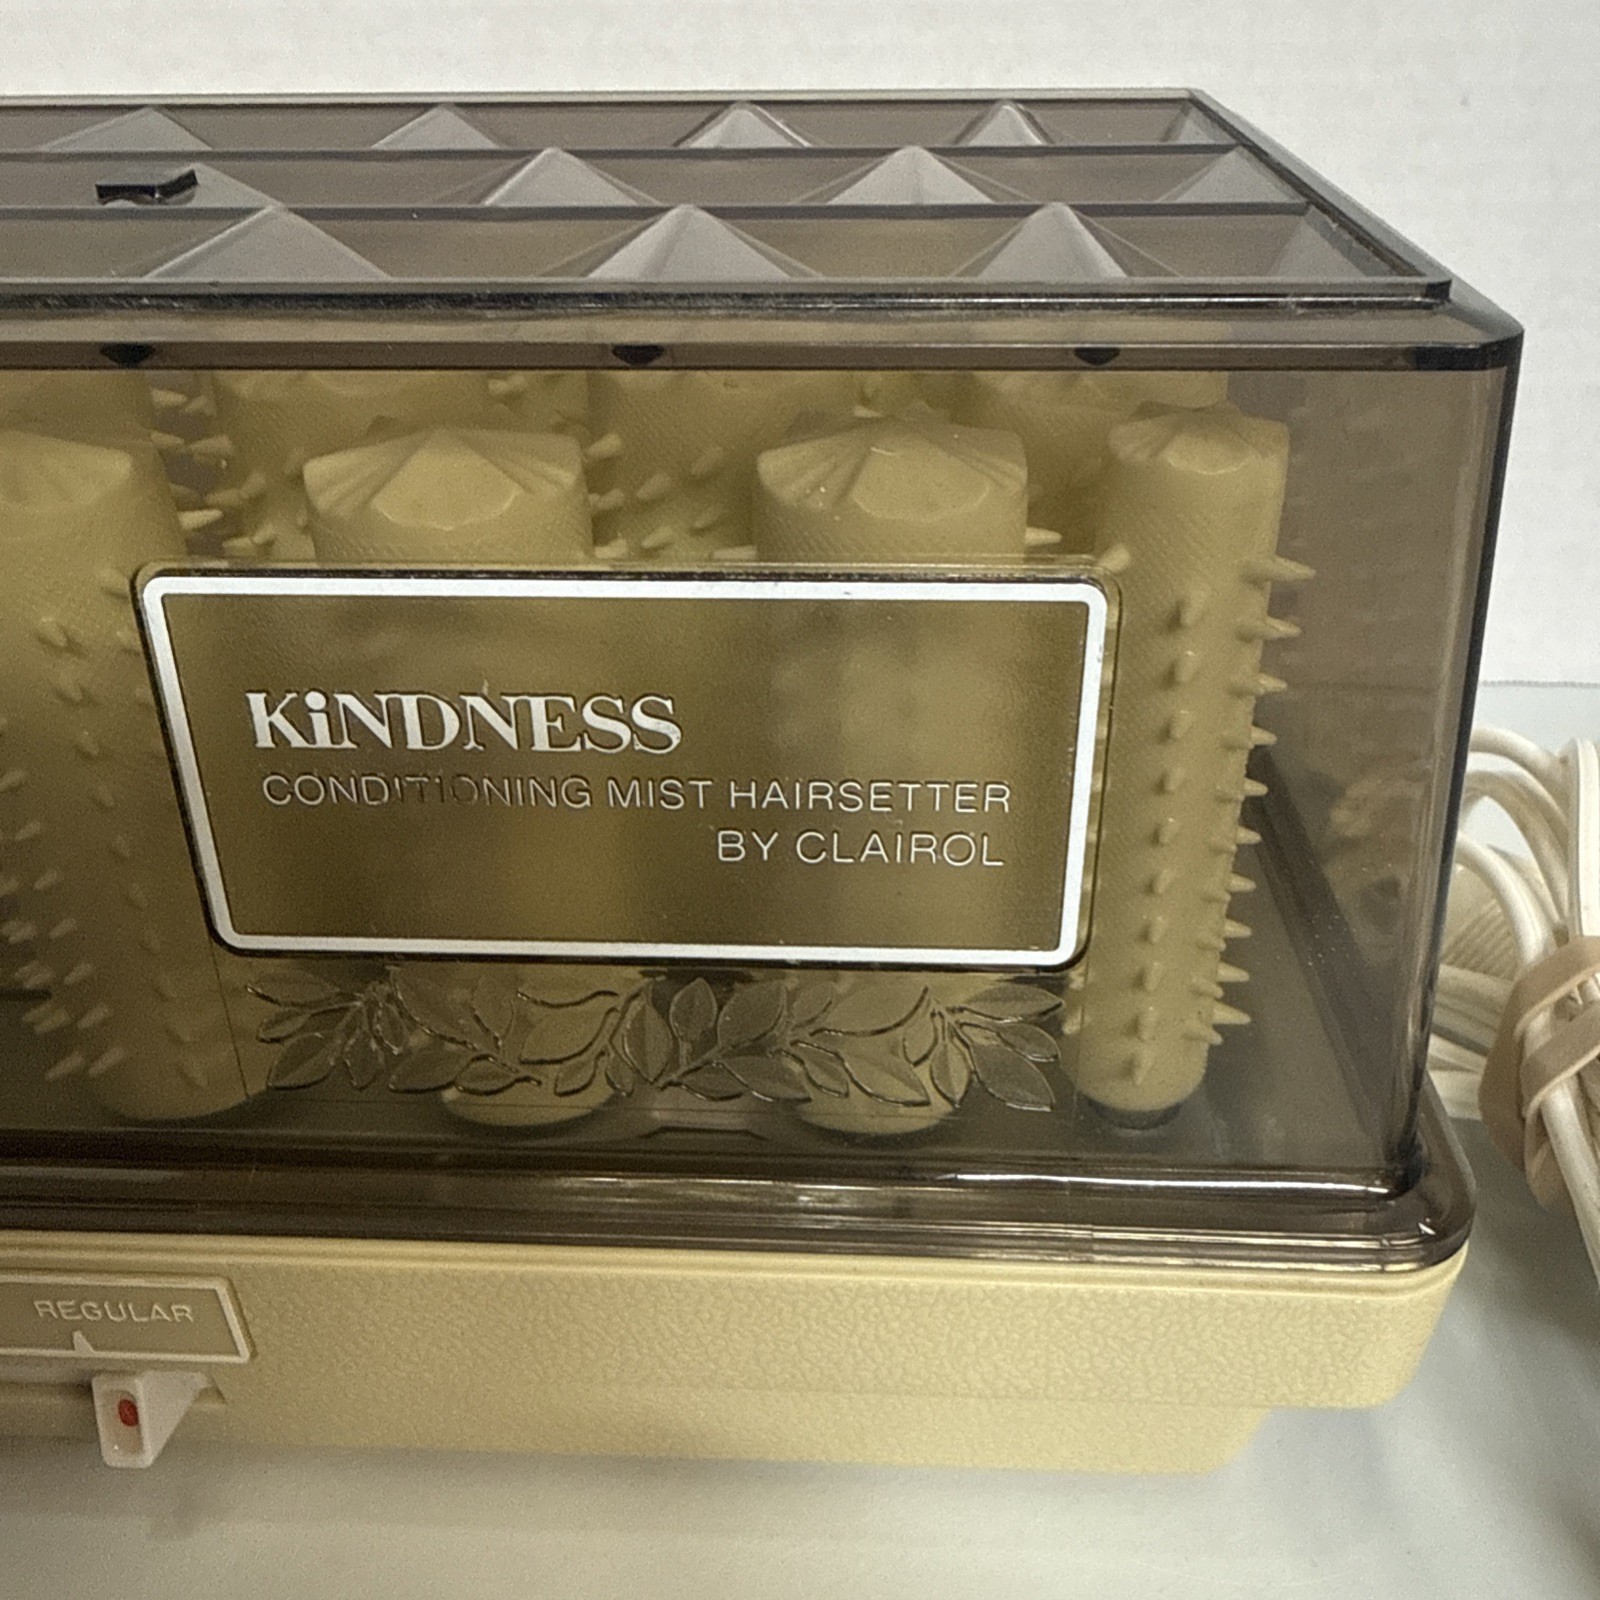 KiNDNESS
CONDITIONING MIST HAIRSETTER
BY CLAIROL
REGULAR